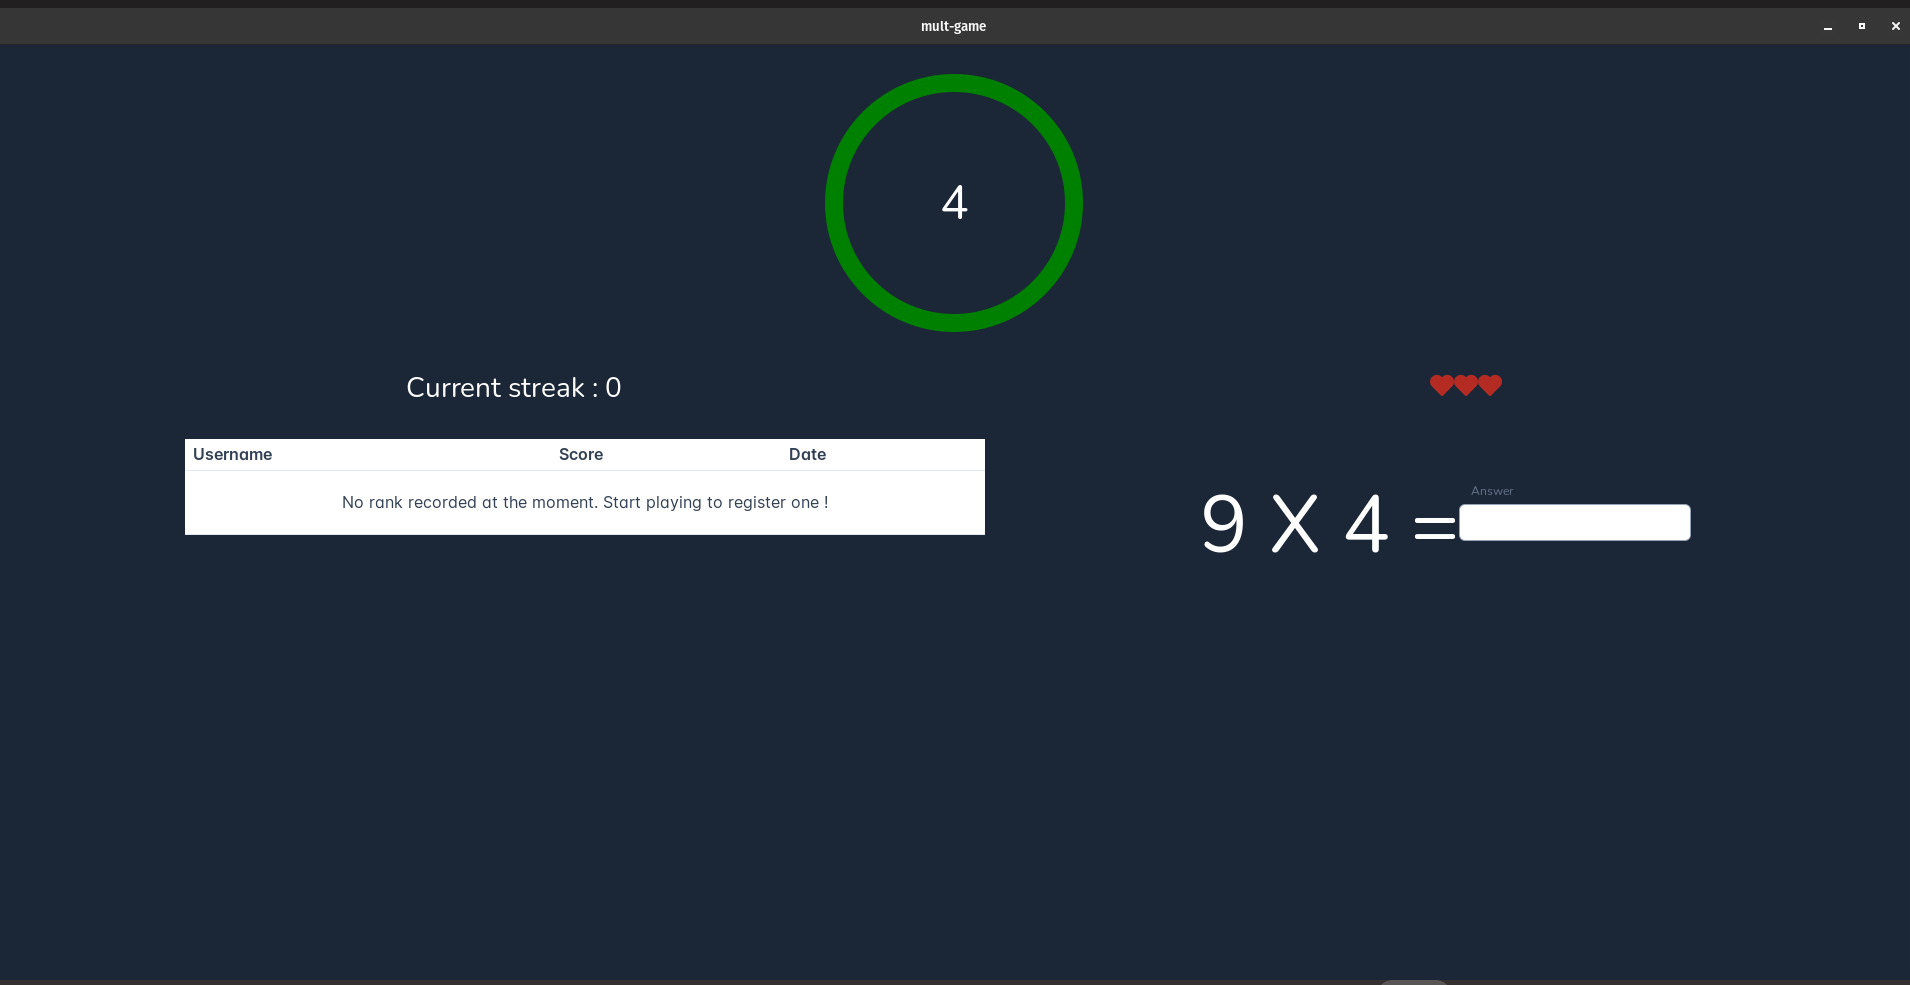 mult-game
4
Current streak : 0
Username Score Date
No rank recorded at the moment. Start playing to register one !
Answer
9 X 4 =